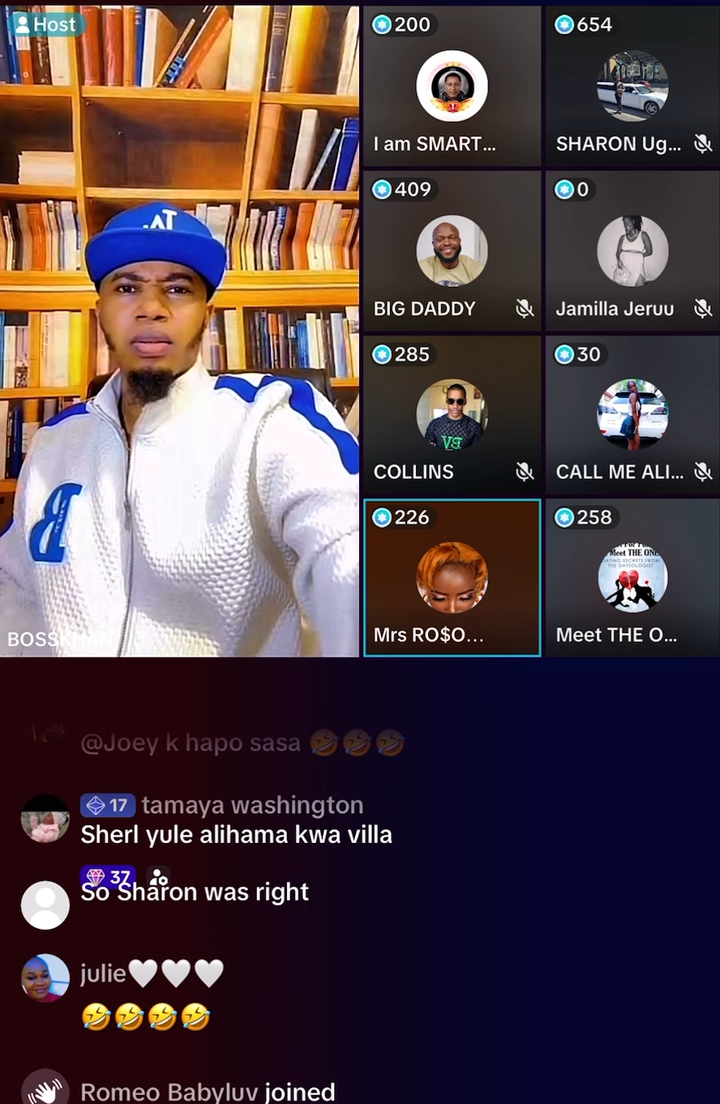 Host
200
I am SMART...
654
SHARON Ug...
409
BIG DADDY
0
Jamilla Jeruu
285
COLLINS
30
CALL ME ALI...
226
Mrs RO$O...
258
Meet THE ONE
Meet THE O...
@Joey k hapo sasa 🤣🤣🤣
17 tamaya washington
Sherl yule alihama kwa villa
37
So Sharon was right
julie🤍🤍🤍
🤣🤣🤣🤣
Romeo Babyluv joined